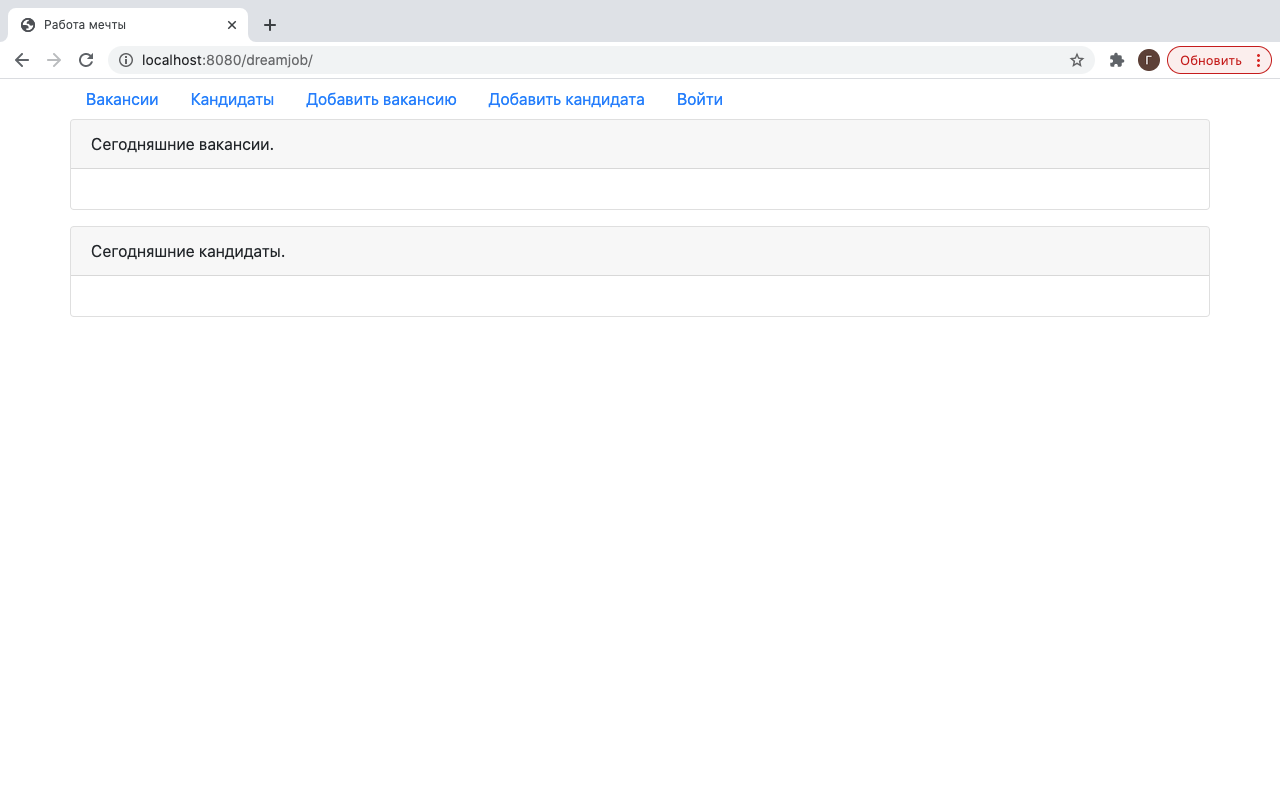 Работа мечты
localhost:8080/dreamjob/
Г
Обновить
Вакансии Кандидаты Добавить вакансию Добавить кандидата Войти
Сегодняшние вакансии.
Сегодняшние кандидаты.